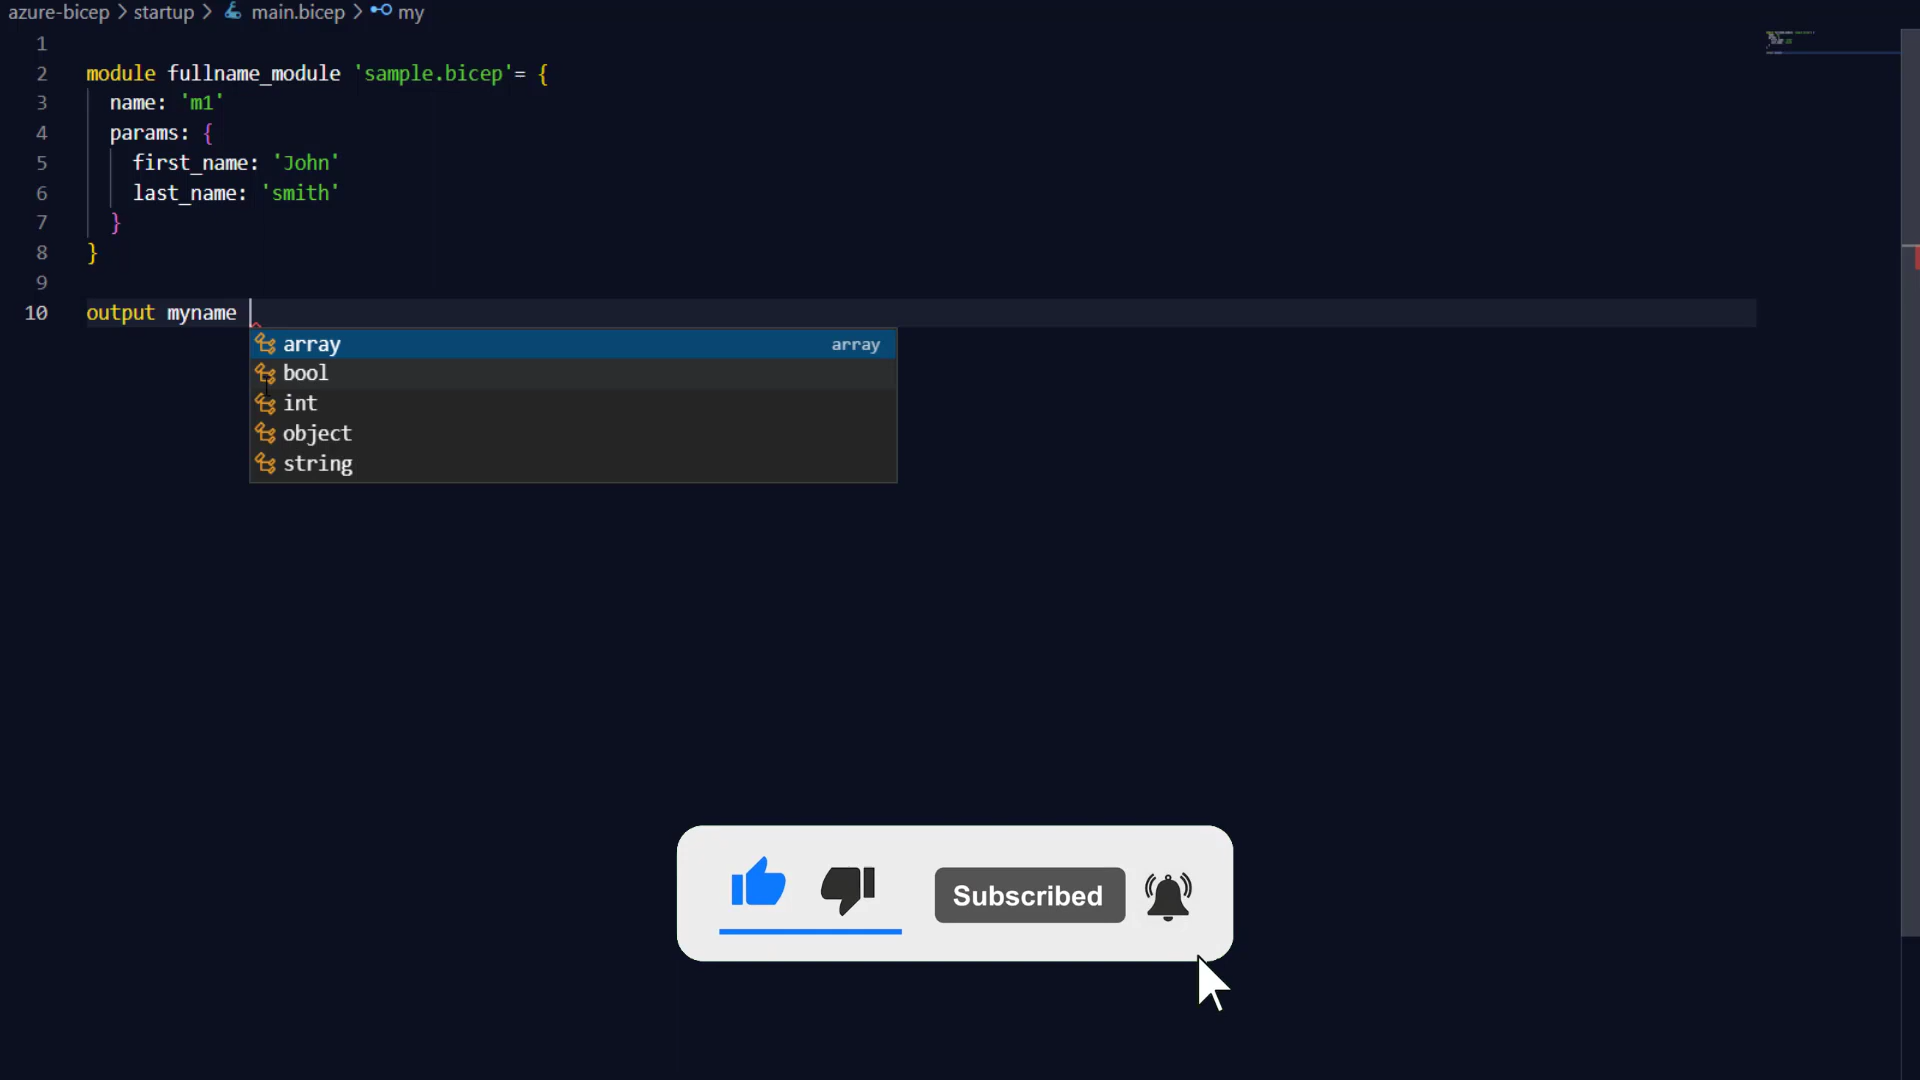 azure-bicep > startup > main.bicep > my
1
2 module fullname_module 'sample.bicep'= {
3 name: 'm1'
4 params: {
5 first_name: 'John'
6 last_name: 'smith'
7 }
8 }
9
10 output myname
array array
bool
int
object
string
Subscribed